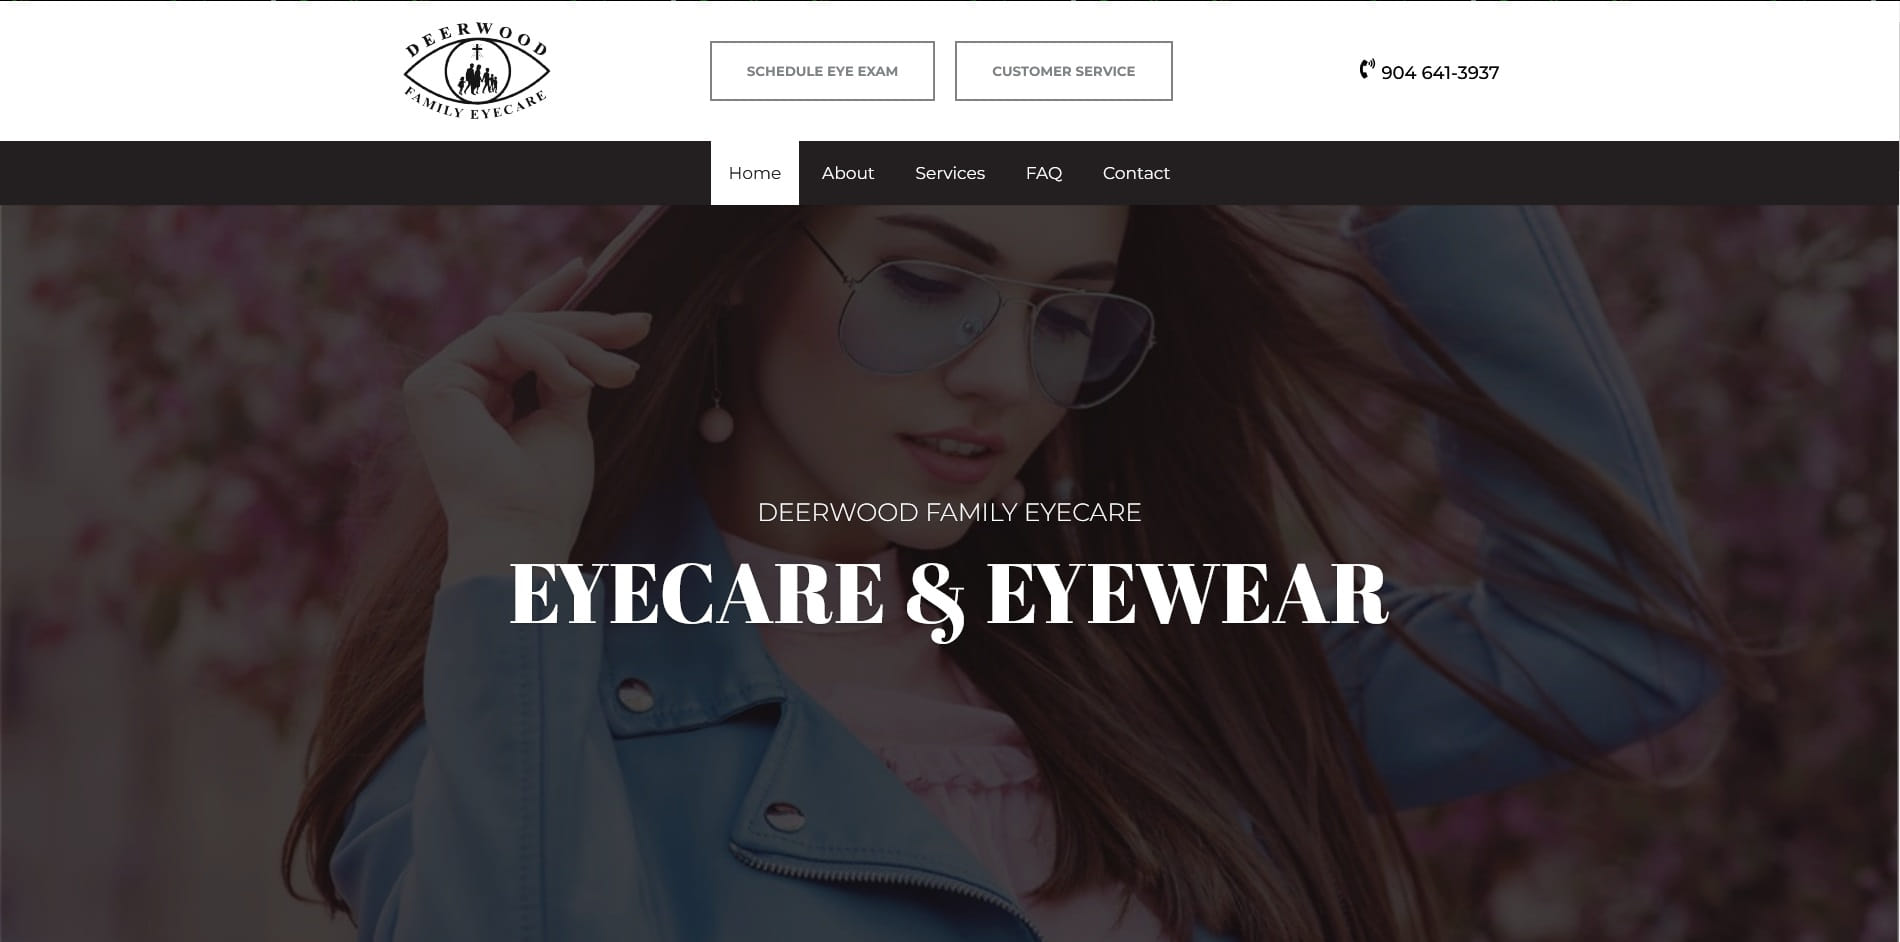 DEERWOOD
FAMILY EYECARE
SCHEDULE EYE EXAM
CUSTOMER SERVICE
904 641-3937
Home
About
Services
FAQ
Contact
DEERWOOD FAMILY EYECARE
EYECARE & EYEWEAR